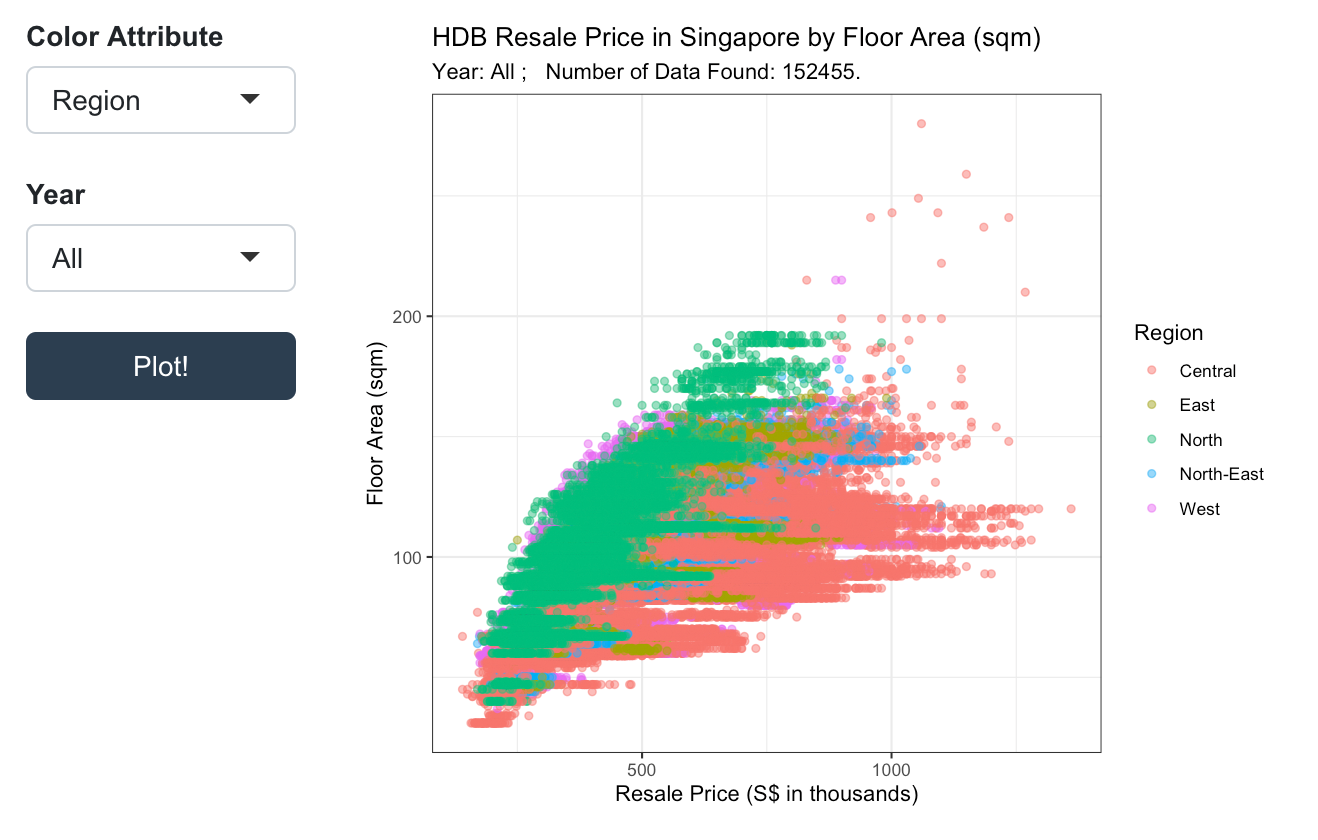 Color Attribute
Region
Year
All
Plot!
HDB Resale Price in Singapore by Floor Area (sqm)
Year: All ;   Number of Data Found: 152455.
Floor Area (sqm)
200
100
500
1000
Resale Price (S$ in thousands)
Region
Central
East
North
North-East
West